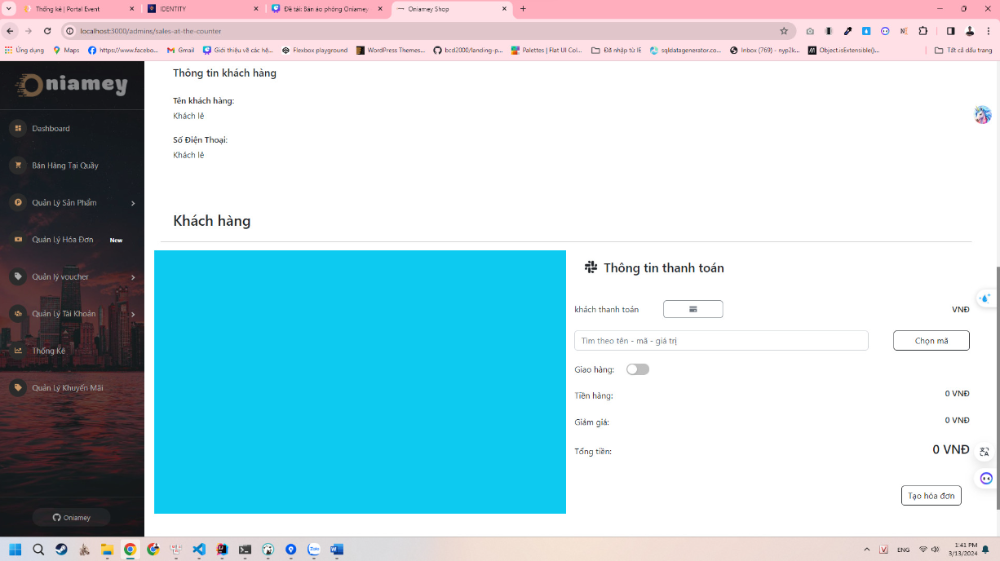 Thống kê | Portal Event
IDENTITY
Đề tài: Bán áo phông Oniamey
Oniamey Shop
localhost:3000/admins/sales-at-the-counter
Ứng dụng
Maps
https://www.facebo...
Gmail
Giới thiệu về các hệ...
Flexbox playground
WordPress Themes...
bcd2000/landing-p...
Palettes | Flat UI Col...
Đã nhập từ IE
sqldatagenerator.co...
Inbox (769) - nyp2k...
Object.isExtensible()...
Tất cả dấu trang
Oniamey
Dashboard
Bán Hàng Tại Quầy
Quản Lý Sản Phẩm
Quản Lý Hóa Đơn
New
Quản lý voucher
Quản Lý Tài Khoản
Thống Kê
Quản Lý Khuyến Mãi
Oniamey
Thông tin khách hàng
Tên khách hàng:
Khách lẻ
Số Điện Thoại:
Khách lẻ
Khách hàng
Thông tin thanh toán
khách thanh toán
VNĐ
Tìm theo tên - mã - giá trị
Chọn mã
Giao hàng:
Tiền hàng:
0 VNĐ
Giảm giá:
0 VNĐ
Tổng tiền:
0 VNĐ
Tạo hóa đơn
Zalo
V
ENG
1:41 PM
3/13/2024